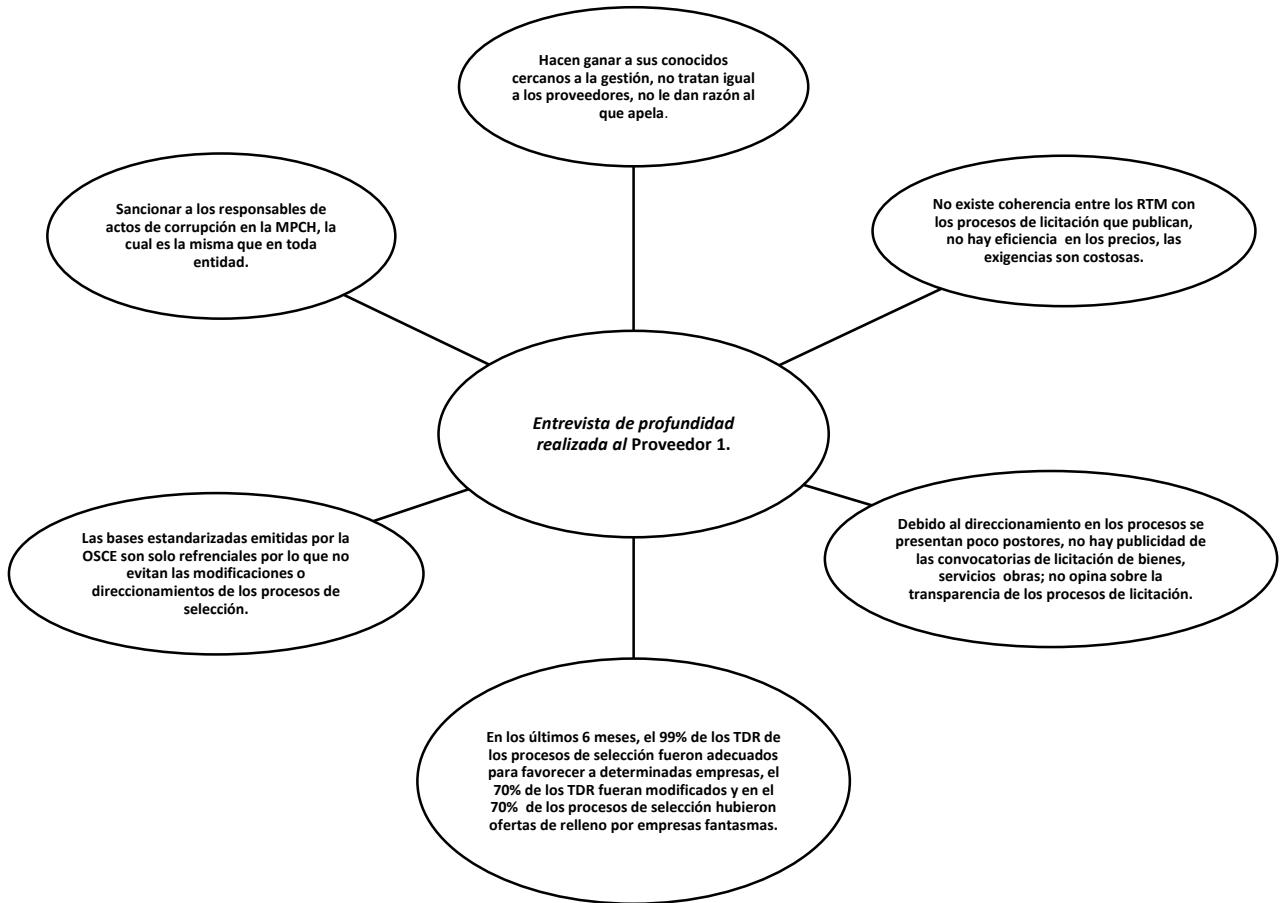 Hacen ganar a sus conocidos
cercanos a la gestión, no tratan igual
a los proveedores, no le dan razón al
que apela.
Sancionar a los responsables de
actos de corrupción en la MPCH, la
cual es la misma que en toda
entidad.
No existe coherencia entre los RTM con
los procesos de licitación que publican,
no hay eficiencia en los precios, las
exigencias son costosas.
Entrevista de profundidad
realizada al Proveedor 1.
Las bases estandarizadas emitidas por la
OSCE son solo refrenciales por lo que no
evitan las modificaciones o
direccionamientos de los procesos de
selección.
Debido al direccionamiento en los procesos se
presentan poco postores, no hay publicidad de
las convocatorias de licitación de bienes,
servicios obras; no opina sobre la
transparencia de los procesos de licitación.
En los últimos 6 meses, el 99% de los TDR de
los procesos de selección fueron adecuados
para favorecer a determinadas empresas, el
70% de los TDR fueran modificados y en el
70% de los procesos de selección hubieron
ofertas de relleno por empresas fantasmas.